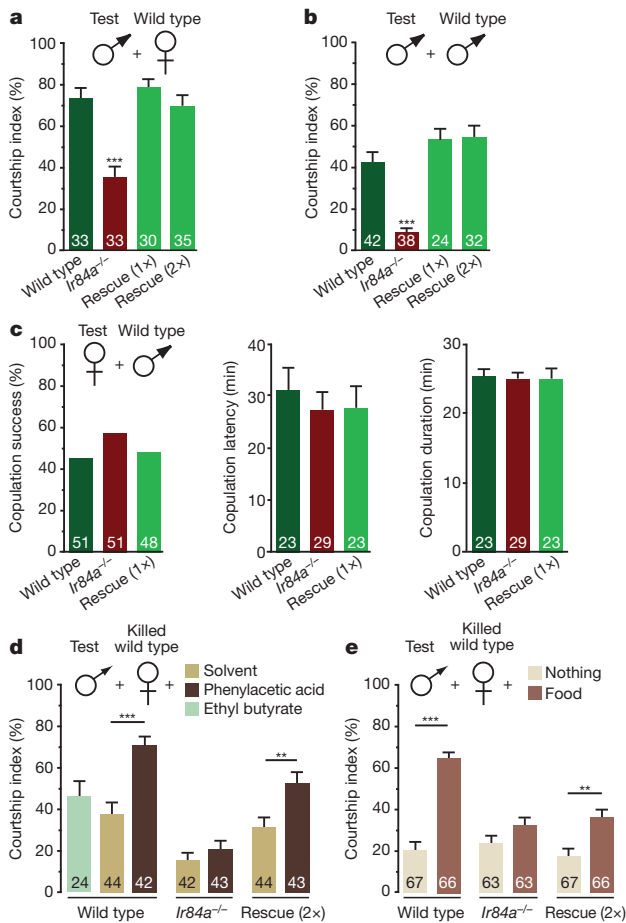 a
Test Wild type
+
Courtship index (%)
100
80
60
40
20
0
***
33 33 30 35
Wild type
Ir84a−/−
Rescue (1×)
Rescue (2×)
b
Test Wild type
+
Courtship index (%)
100
80
60
40
20
0
***
42 38 24 32
Wild type
Ir84a−/−
Rescue (1×)
Rescue (2×)
c
Test Wild type
+
Copulation success (%)
100
80
60
40
20
0
51 51 48
Wild type
Ir84a−/−
Rescue (1×)
Copulation latency (min)
40
30
20
10
0
23 29 23
Wild type
Ir84a−/−
Rescue (1×)
Copulation duration (min)
30
20
10
0
23 29 23
Wild type
Ir84a−/−
Rescue (1×)
d
Killed
Test wild type
+ +
Solvent
Phenylacetic acid
Ethyl butyrate
Courtship index (%)
100
80
60
40
20
0
***
**
24 44 42 42 43 44 43
Wild type Ir84a−/− Rescue (2×)
e
Killed
Test wild type
+ +
Nothing
Food
Courtship index (%)
100
80
60
40
20
0
***
**
67 66 63 63 67 66
Wild type Ir84a−/− Rescue (2×)